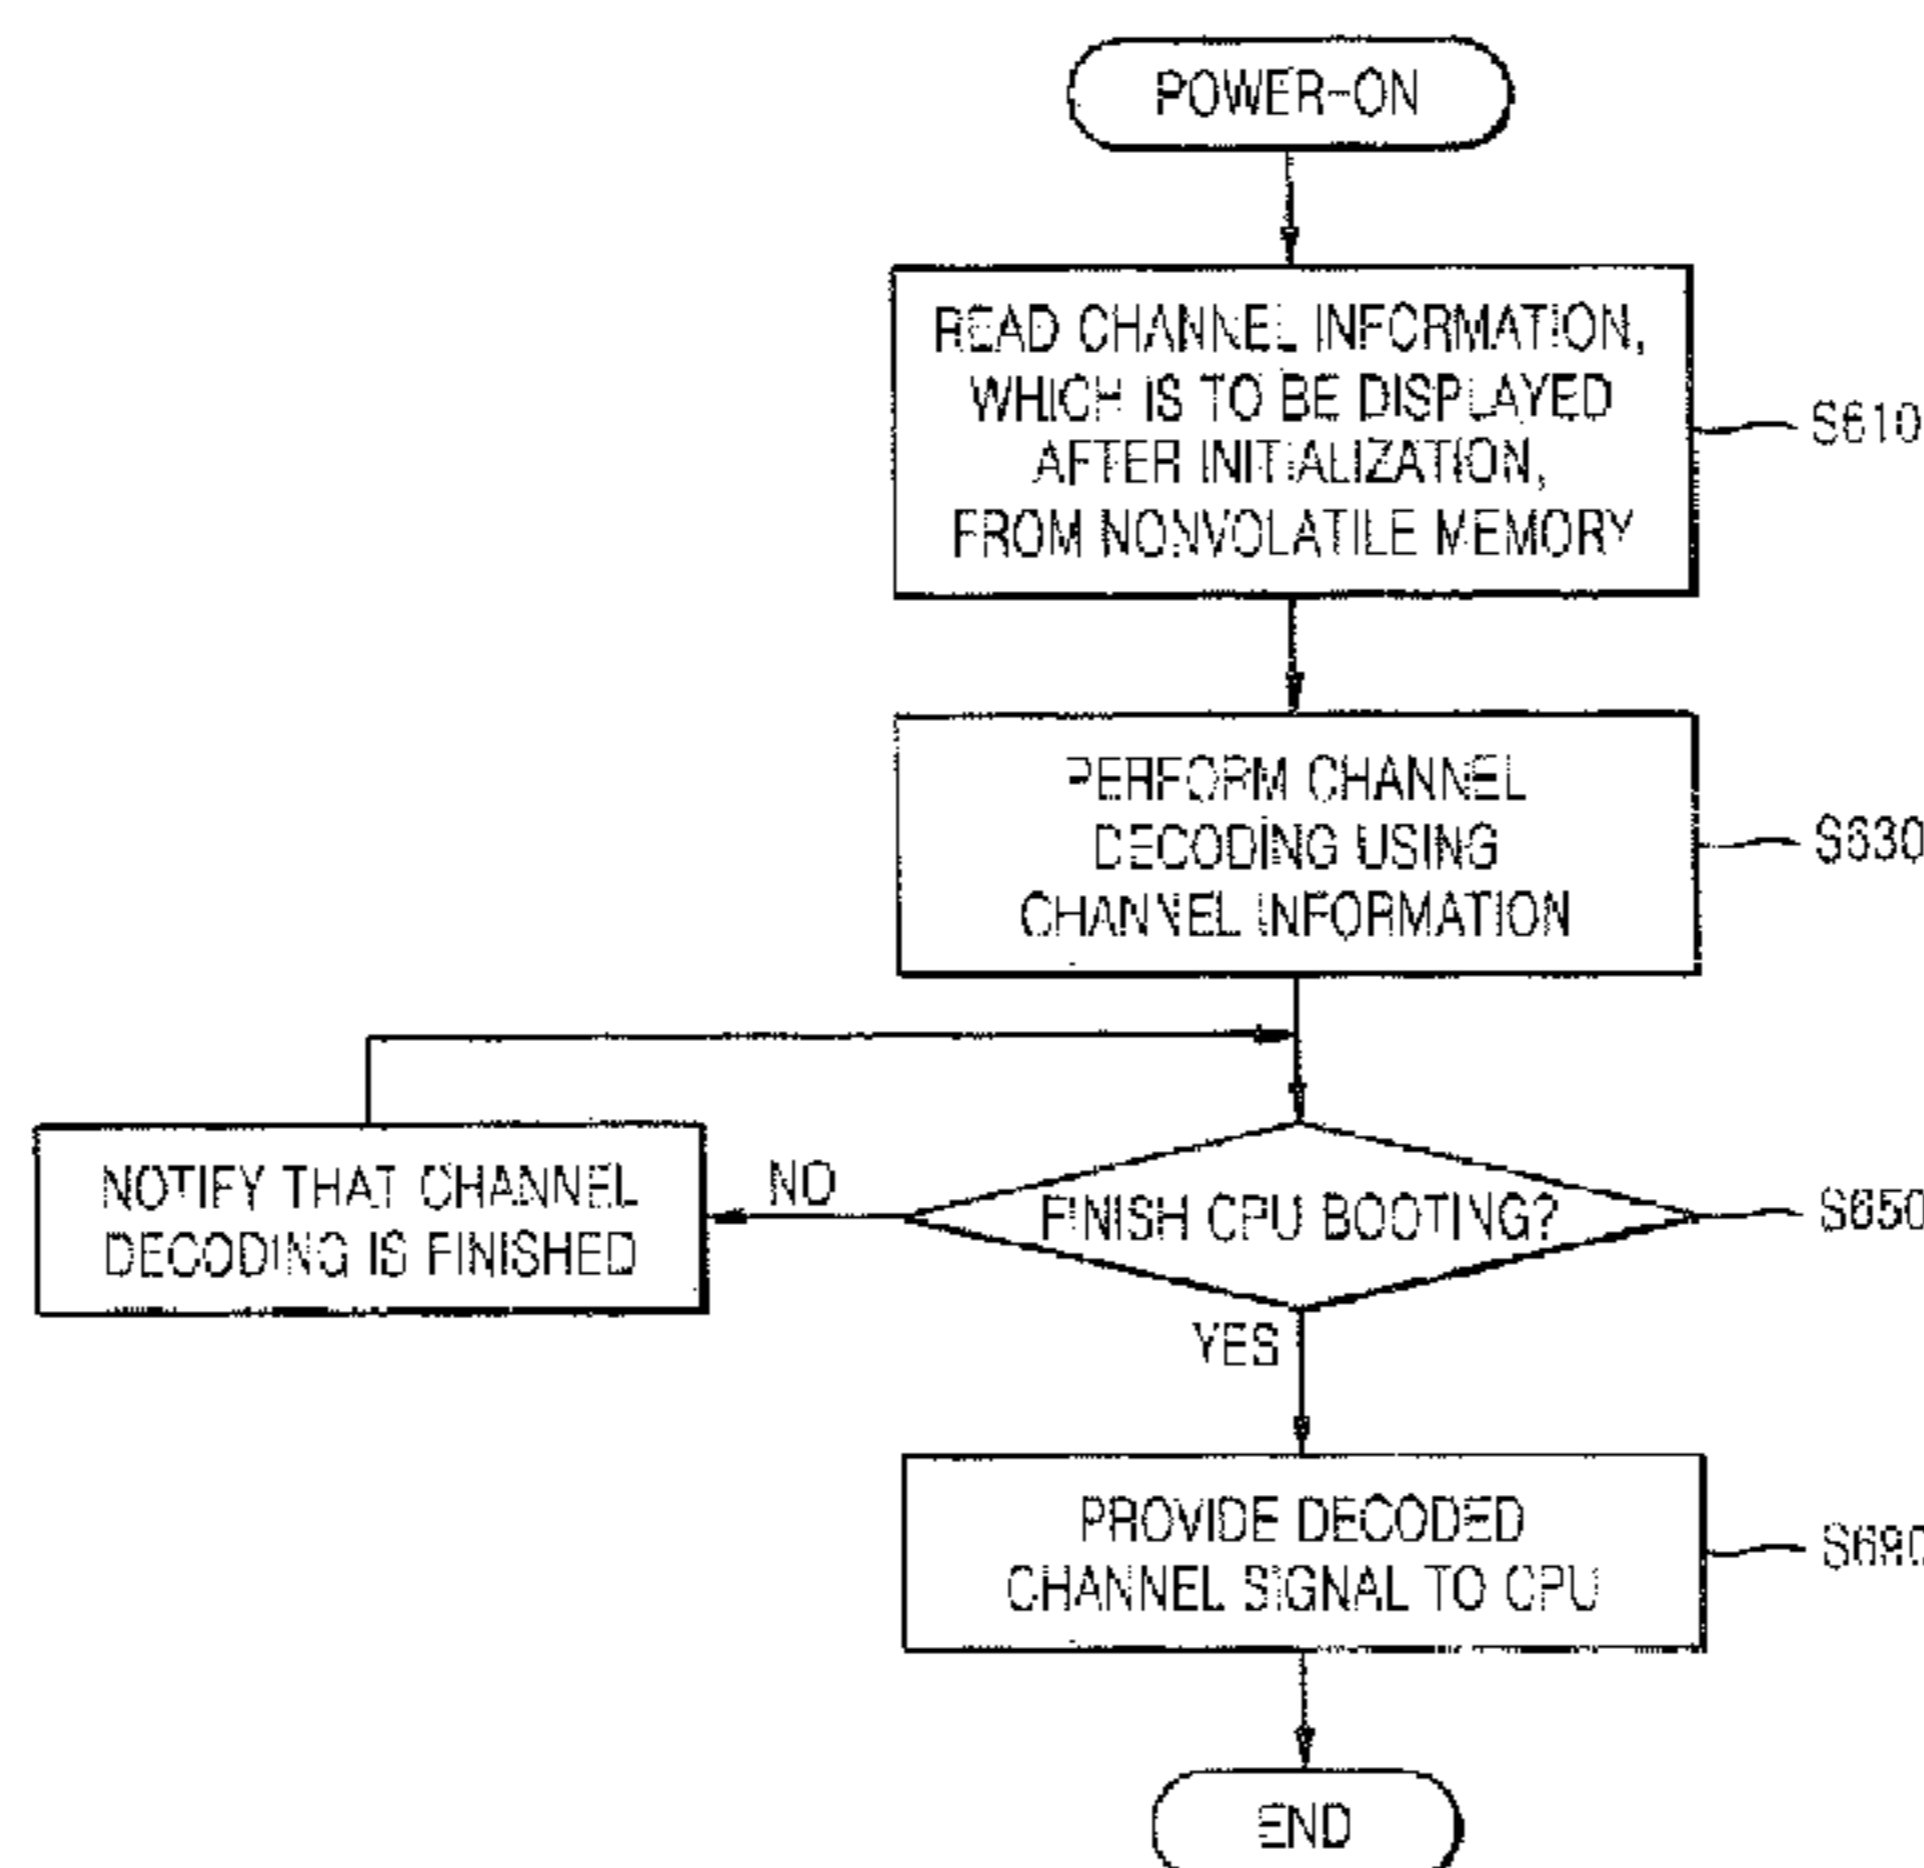 POWER-ON
READ CHANNEL INFORMATION,
WHICH IS TO BE DISPLAYED
AFTER INITIALIZATION,
FROM NONVOLATILE MEMORY
S610
PERFORM CHANNEL
DECODING USING
CHANNEL INFORMATION
S630
NOTIFY THAT CHANNEL
DECODING IS FINISHED
NO
FINISH CPU BOOTING?
S650
YES
PROVIDE DECODED
CHANNEL SIGNAL TO CPU
S690
END